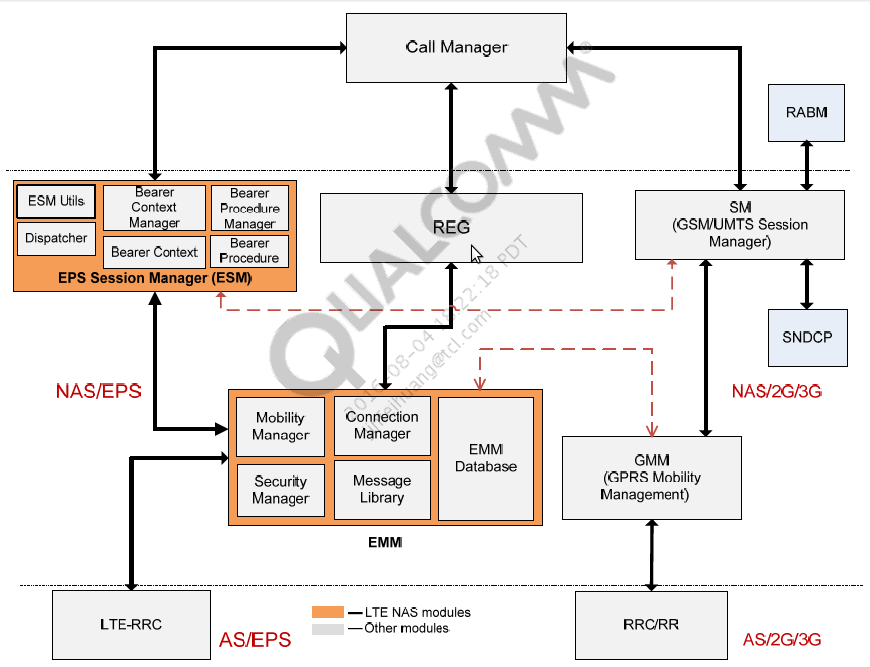 Call Manager
RABM
ESM Utils
Bearer
Context
Manager
Bearer
Procedure
Manager
Dispatcher
Bearer Context
Bearer
Procedure
EPS Session Manager (ESM)
REG
SM
(GSM/UMTS Session
Manager)
SNDCP
QUALCOMM®
NAS/EPS
NAS/2G/3G
Mobility
Manager
Connection
Manager
EMM
Database
Security
Manager
Message
Library
EMM
GMM
(GPRS Mobility
Management)
LTE-RRC
AS/EPS
LTE NAS modules
Other modules
RRC/RR
AS/2G/3G